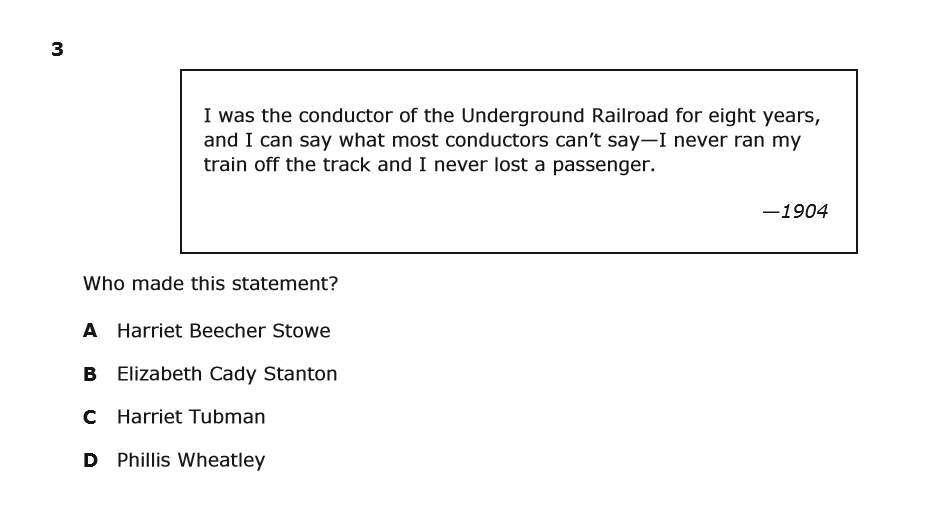 3
I was the conductor of the Underground Railroad for eight years,
and I can say what most conductors can't say—I never ran my
train off the track and I never lost a passenger.
—1904
Who made this statement?
A Harriet Beecher Stowe
B Elizabeth Cady Stanton
C Harriet Tubman
D Phillis Wheatley